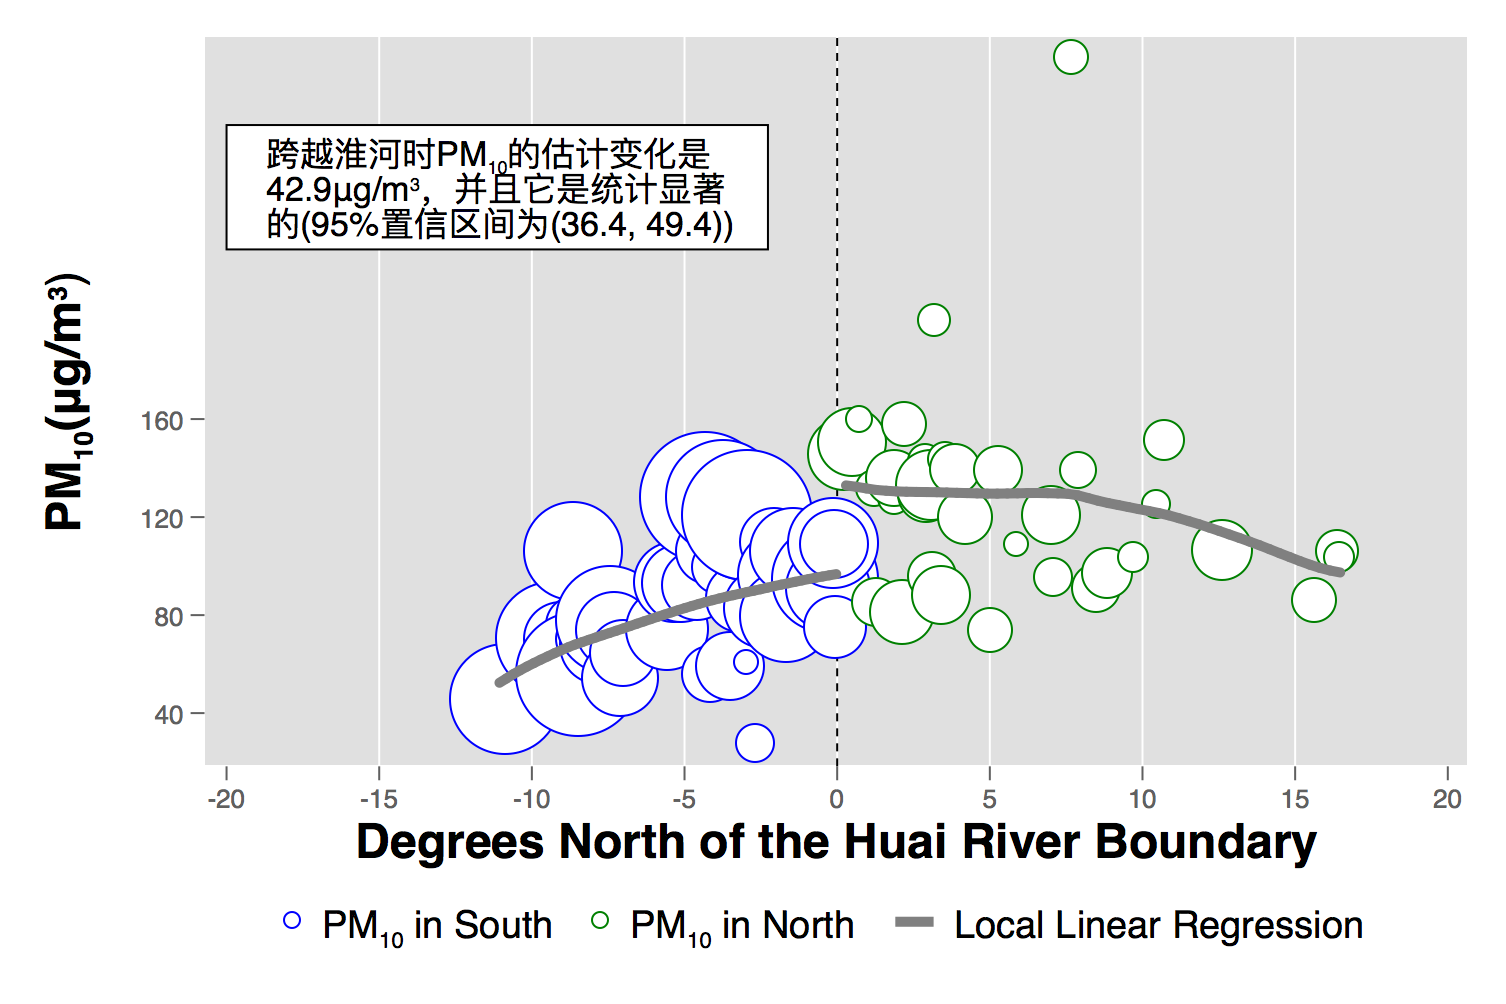 跨越淮河时PM₁₀的估计变化是
42.9μg/m³，并且它是统计显著
的(95%置信区间为(36.4, 49.4))
PM₁₀(μg/m³)
160
120
80
40
-20 -15 -10 -5 0 5 10 15 20
Degrees North of the Huai River Boundary
PM₁₀ in South PM₁₀ in North Local Linear Regression